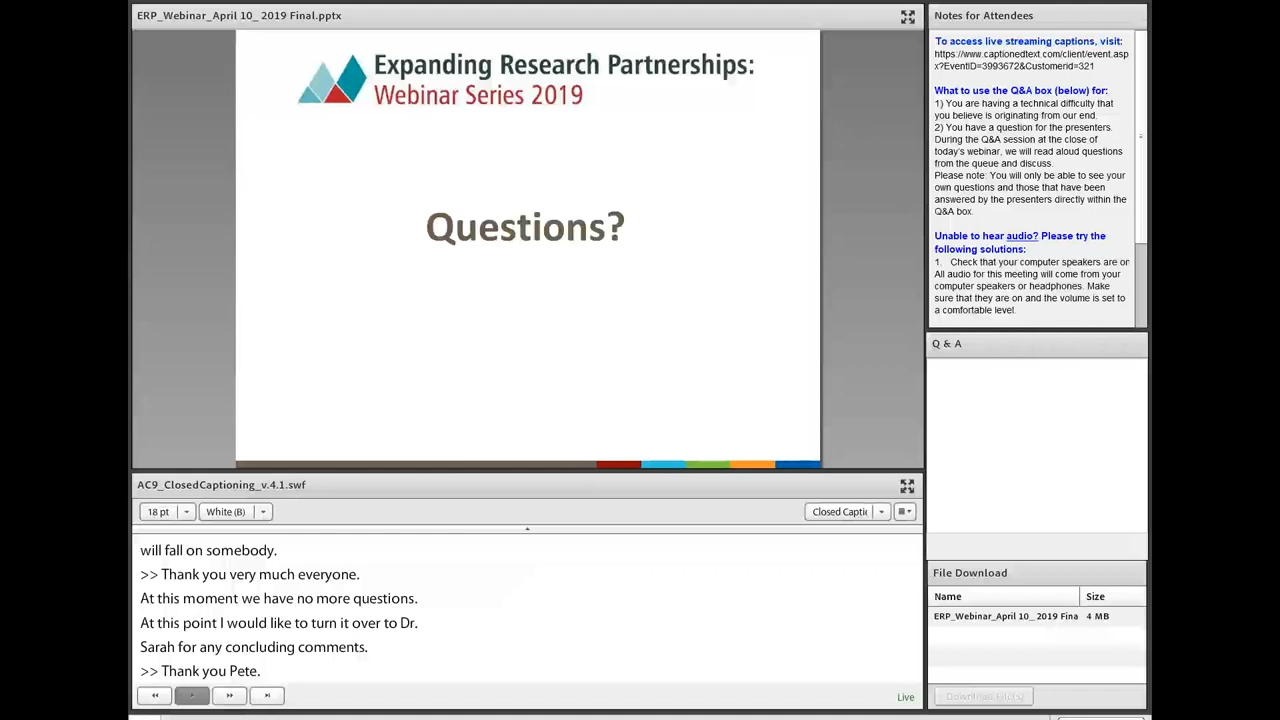 ERP_Webinar_April 10_ 2019 Final.pptx
Expanding Research Partnerships:
Webinar Series 2019
Questions?
AC9_ClosedCaptioning_v.4.1.swf
18 pt
White (B)
Closed Captic
will fall on somebody.
>> Thank you very much everyone.
At this moment we have no more questions.
At this point I would like to turn it over to Dr.
Sarah for any concluding comments.
>> Thank you Pete.
Live
Notes for Attendees
To access live streaming captions, visit:
https://www.captionedtext.com/client/event.asp
x?EventID=3993672&Customerid=321
What to use the Q&A box (below) for:
1) You are having a technical difficulty that
you believe is originating from our end.
2) You have a question for the presenters.
During the Q&A session at the close of
today's webinar, we will read aloud questions
from the queue and discuss.
Please note: You will only be able to see your
own questions and those that have been
answered by the presenters directly within the
Q&A box.
Unable to hear audio? Please try the
following solutions:
1. Check that your computer speakers are on
All audio for this meeting will come from your
computer speakers or headphones. Make
sure that they are on and the volume is set to
a comfortable level.
Q & A
File Download
Name Size
ERP_Webinar_April 10_ 2019 Fina 4 MB
Download File(s)